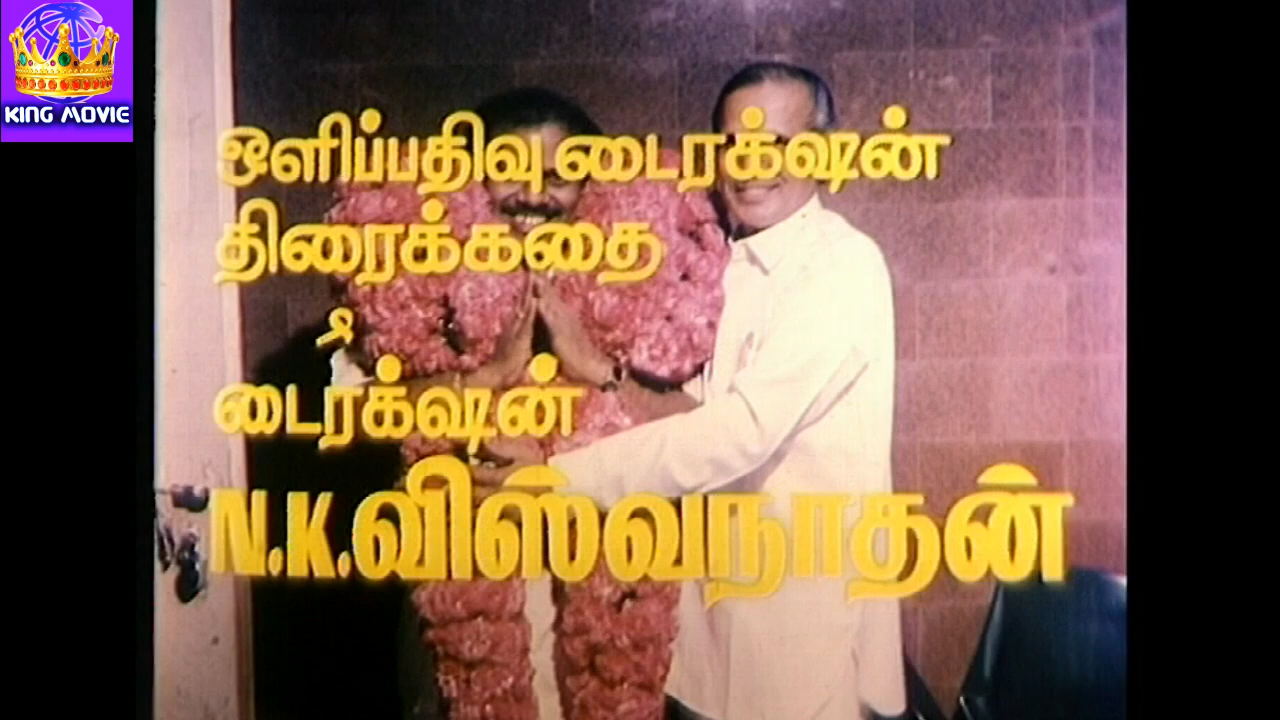 KING MOVIE
ஒளிப்பதிவு டைரக்‌ஷன்
திரைக்கதை
&
டைரக்‌ஷன்
N.K.விஸ்வநாதன்